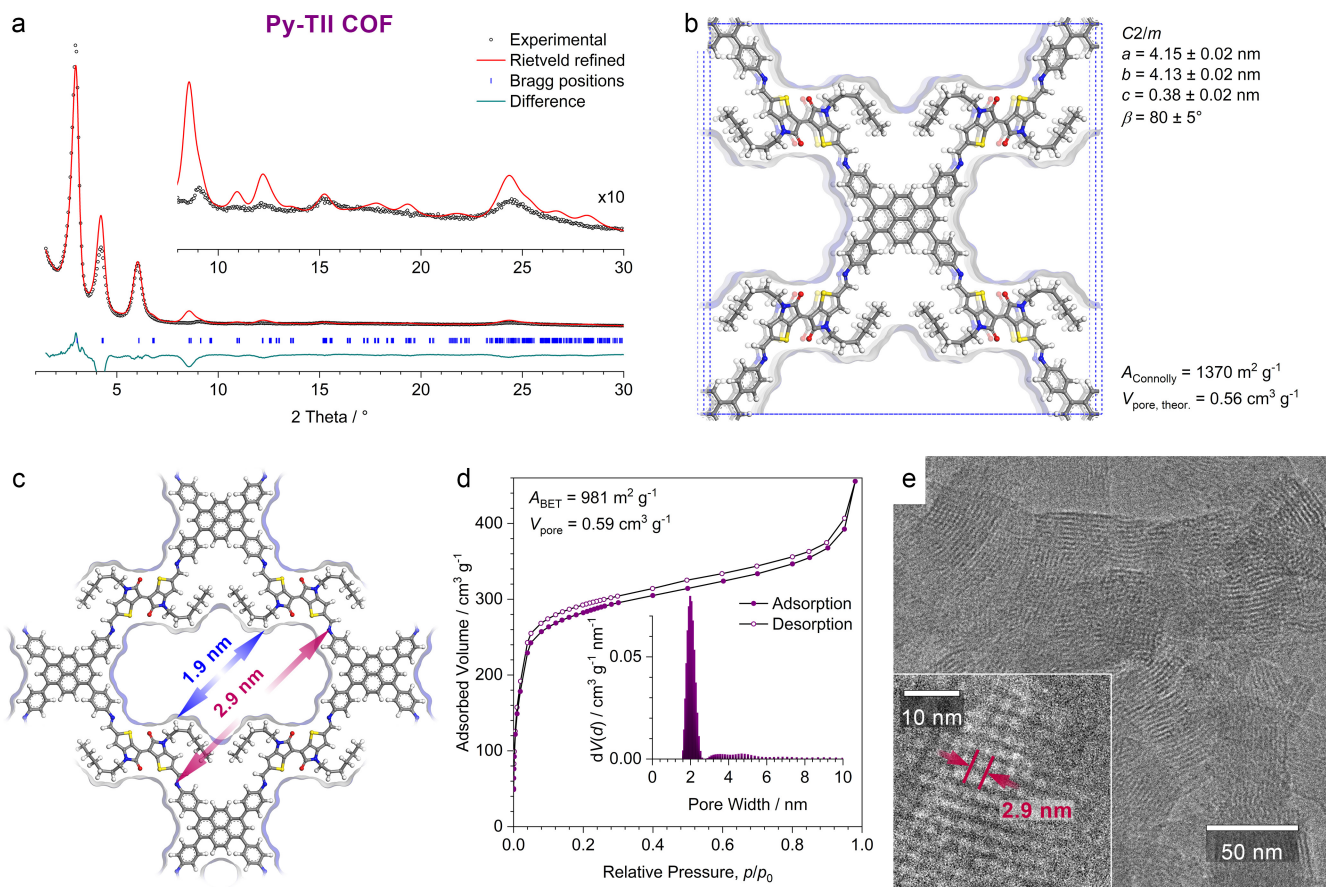 a
Py-TII COF
Experimental
Rietveld refined
Bragg positions
Difference
x10
10 15 20 25 30
5 10 15 20 25 30
2 Theta / °
b
C2/m
a = 4.15 ± 0.02 nm
b = 4.13 ± 0.02 nm
c = 0.38 ± 0.02 nm
β = 80 ± 5°
A_Connolly = 1370 m² g⁻¹
V_pore, theor. = 0.56 cm³ g⁻¹
c
1.9 nm
2.9 nm
d
A_BET = 981 m² g⁻¹
V_pore = 0.59 cm³ g⁻¹
Adsorbed Volume / cm³ g⁻¹
400
300
200
100
0
Adsorption
Desorption
dV(d) / cm³ g⁻¹ nm⁻¹
0.05
0.00
0 2 4 6 8 10
Pore Width / nm
0.0 0.2 0.4 0.6 0.8 1.0
Relative Pressure, p/p₀
e
10 nm
2.9 nm
50 nm